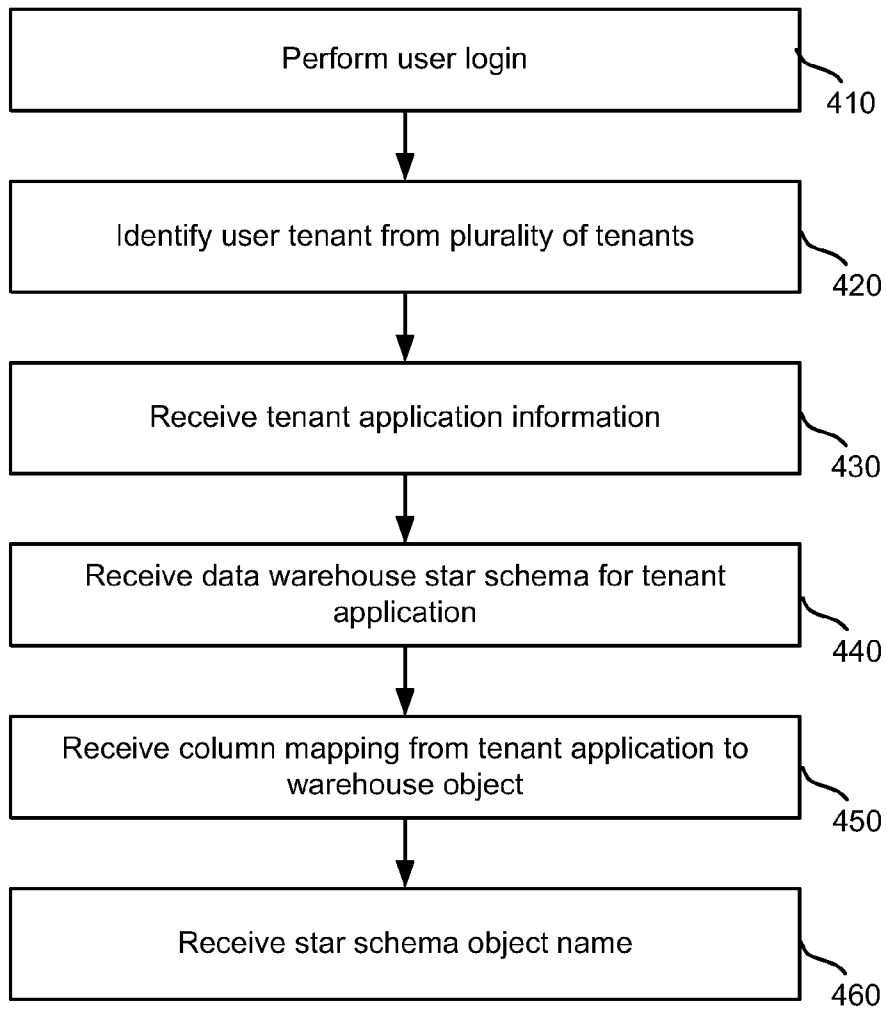 Perform user login
410
Identify user tenant from plurality of tenants
420
Receive tenant application information
430
Receive data warehouse star schema for tenant
application
440
Receive column mapping from tenant application to
warehouse object
450
Receive star schema object name
460